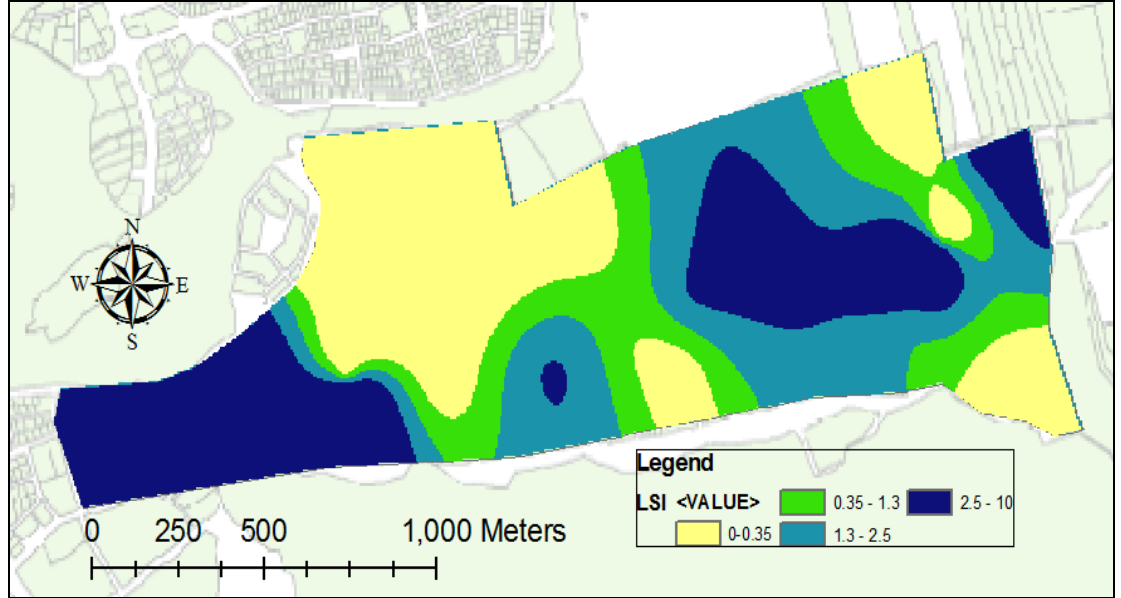 N
W E
S
Legend
LSI <VALUE> 0.35 - 1.3 2.5 - 10
0-0.35 1.3 - 2.5
0 250 500 1,000 Meters